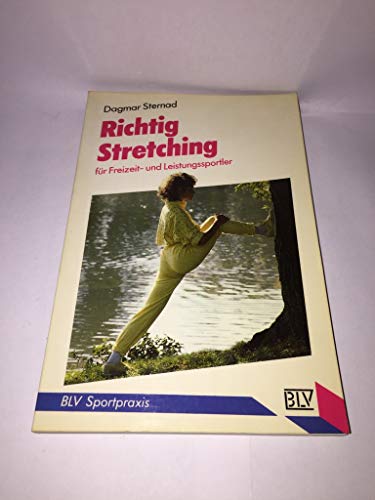 Dagmar Sternad
Richtig
Stretching
für Freizeit- und Leistungssportler
BLV Sportpraxis
BLV